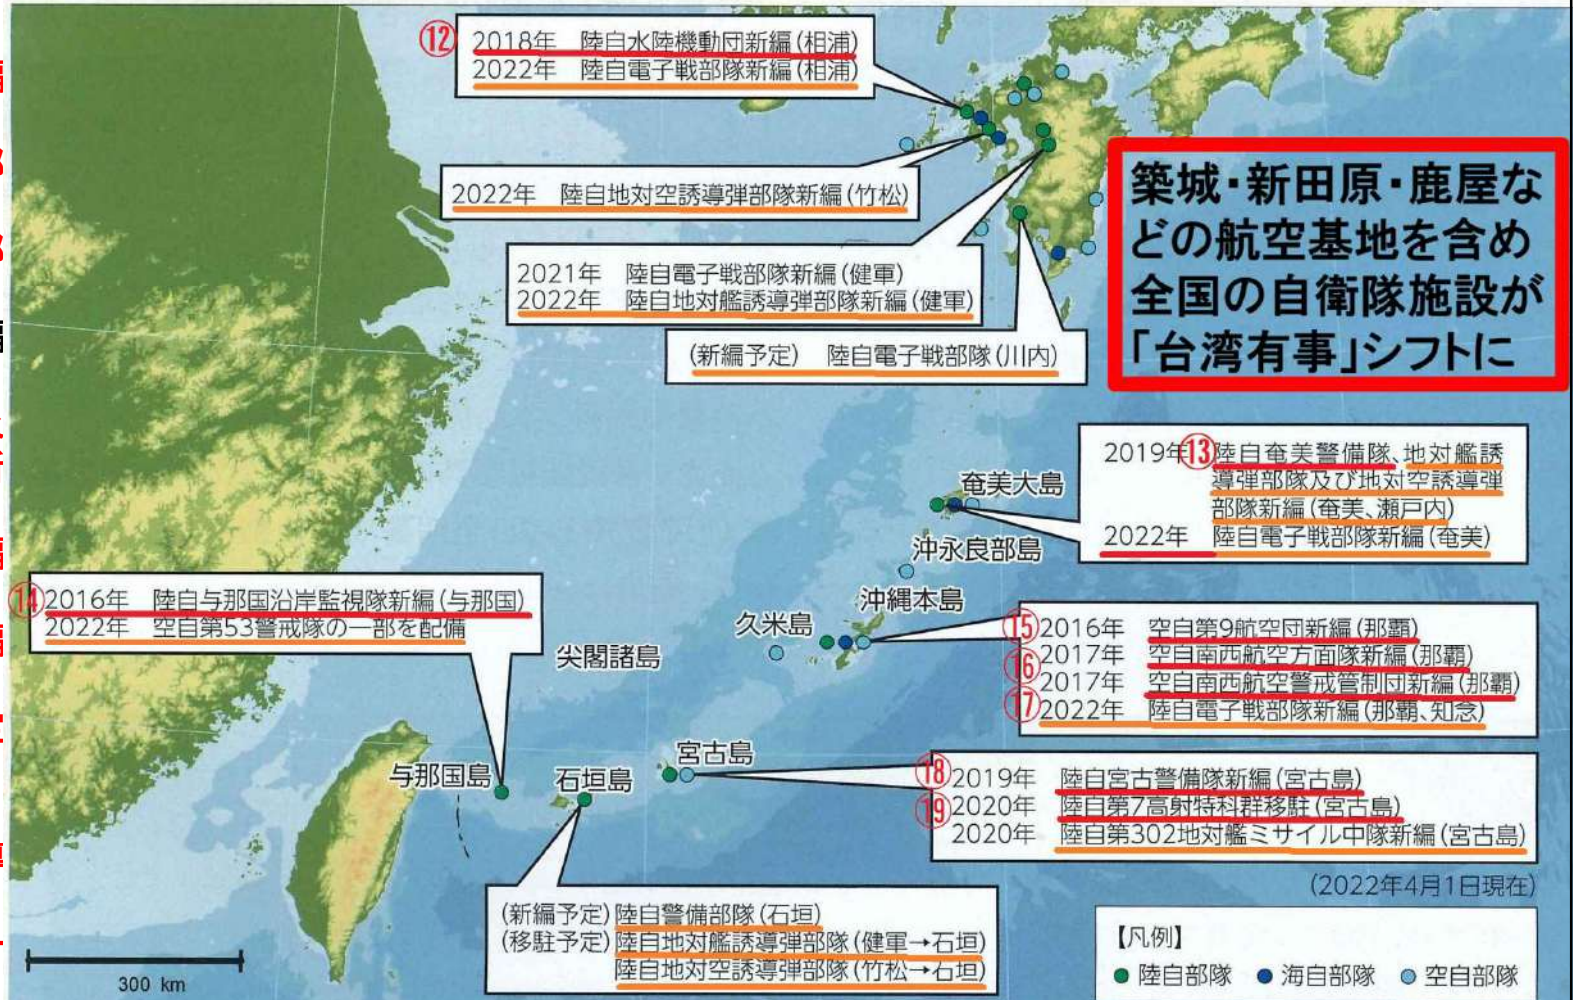 ⑫ 2018年 陸自水陸機動団新編(相浦)
2022年 陸自電子戦部隊新編(相浦)
2022年 陸自地対空誘導弾部隊新編(竹松)
2021年 陸自電子戦部隊新編(健軍)
2022年 陸自地対艦誘導弾部隊新編(健軍)
(新編予定) 陸自電子戦部隊(川内)
築城・新田原・鹿屋な
どの航空基地を含め
全国の自衛隊施設が
「台湾有事」シフトに
2019年⑬陸自奄美警備隊、地対艦誘
導弾部隊及び地対空誘導弾
部隊新編(奄美、瀬戸内)
2022年 陸自電子戦部隊新編(奄美)
奄美大島
沖永良部島
沖縄本島
久米島
尖閣諸島
⑭2016年 陸自与那国沿岸監視隊新編(与那国)
2022年 空自第53警戒隊の一部を配備
⑮2016年 空自第9航空団新編(那覇)
⑯2017年 空自南西航空方面隊新編(那覇)
2017年 空自南西航空警戒管制団新編(那覇)
⑰2022年 陸自電子戦部隊新編(那覇、知念)
宮古島
石垣島
与那国島
⑱2019年 陸自宮古警備隊新編(宮古島)
⑲2020年 陸自第7高射特科群移駐(宮古島)
2020年 陸自第302地対艦ミサイル中隊新編(宮古島)
(2022年4月1日現在)
(新編予定)陸自警備部隊(石垣)
(移駐予定)陸自地対艦誘導弾部隊(健軍→石垣)
陸自地対空誘導弾部隊(竹松→石垣)
【凡例】
陸自部隊 海自部隊 空自部隊
300 km